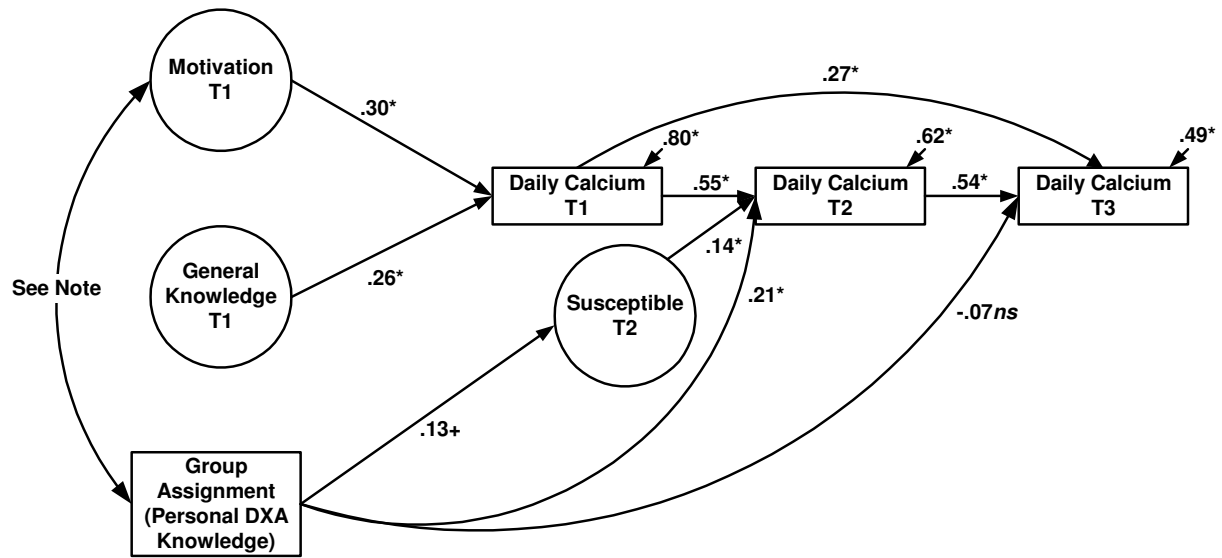 Motivation
T1
.30*
.27*
.80*
.62*
.49*
Daily Calcium
T1
.55*
Daily Calcium
T2
.54*
Daily Calcium
T3
General
Knowledge
T1
.26*
See Note
Susceptible
T2
.14*
.21*
-.07ns
.13+
Group
Assignment
(Personal DXA
Knowledge)